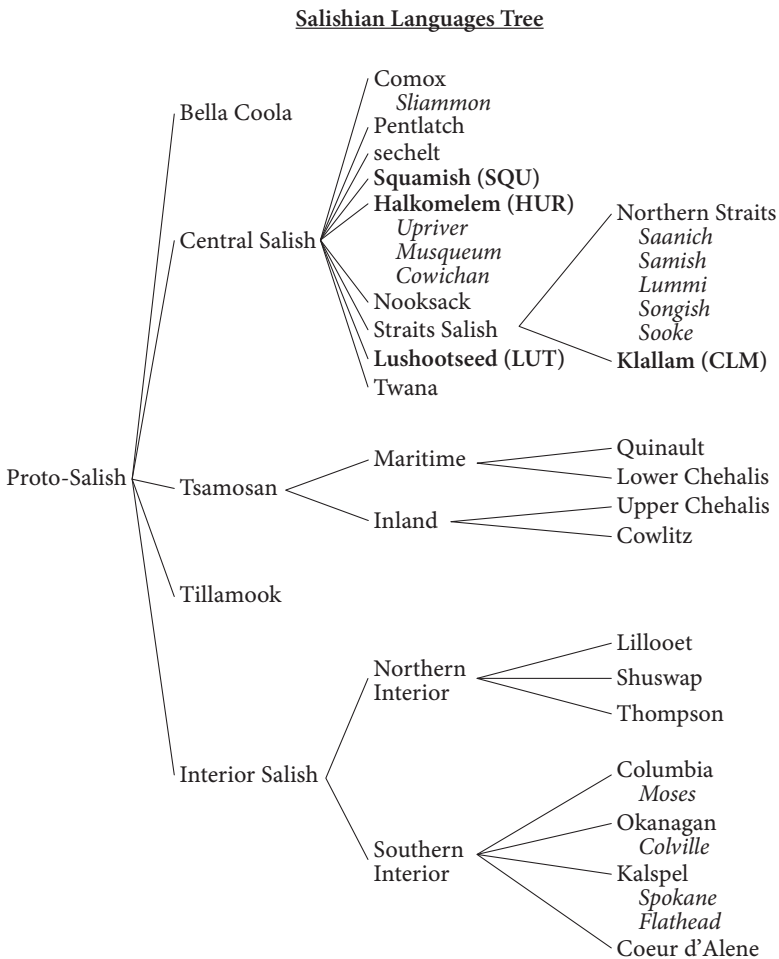 Salishian Languages Tree
Comox
Sliammon
Bella Coola
Pentlatch
sechelt
Squamish (SQU)
Halkomelem (HUR)
Upriver
Musqueum
Cowichan
Central Salish
Nooksack
Straits Salish
Lushootseed (LUT)
Twana
Northern Straits
Saanich
Samish
Lummi
Songish
Sooke
Klallam (CLM)
Proto-Salish
Tsamosan
Maritime
Inland
Quinault
Lower Chehalis
Upper Chehalis
Cowlitz
Tillamook
Interior Salish
Northern
Interior
Lillooet
Shuswap
Thompson
Southern
Interior
Columbia
Moses
Okanagan
Colville
Kalspel
Spokane
Flathead
Coeur d'Alene